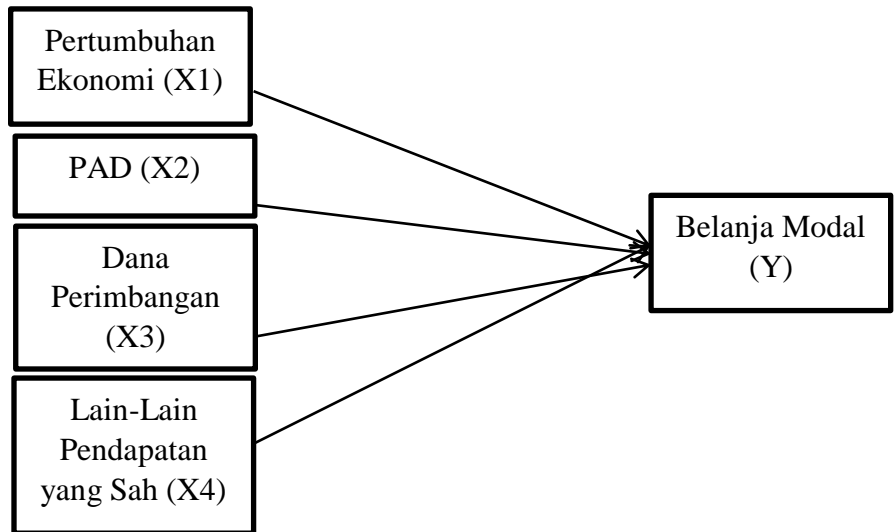 Pertumbuhan
Ekonomi (X1)
PAD (X2)
Dana
Perimbangan
(X3)
Lain-Lain
Pendapatan
yang Sah (X4)
Belanja Modal
(Y)